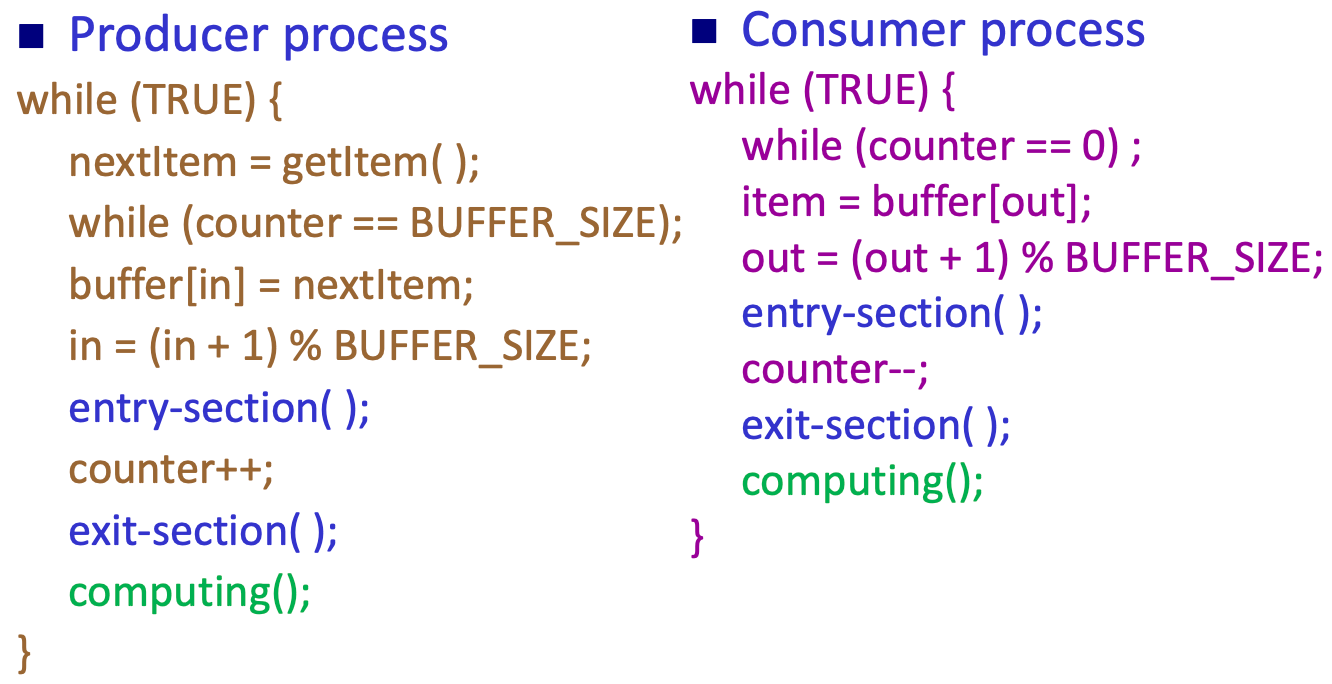 ■ Producer process
while (TRUE) {
nextItem = getItem( );
while (counter == BUFFER_SIZE);
buffer[in] = nextItem;
in = (in + 1) % BUFFER_SIZE;
entry-section( );
counter++;
exit-section( );
computing();
}
■ Consumer process
while (TRUE) {
while (counter == 0) ;
item = buffer[out];
out = (out + 1) % BUFFER_SIZE;
entry-section( );
counter--;
exit-section( );
computing();
}